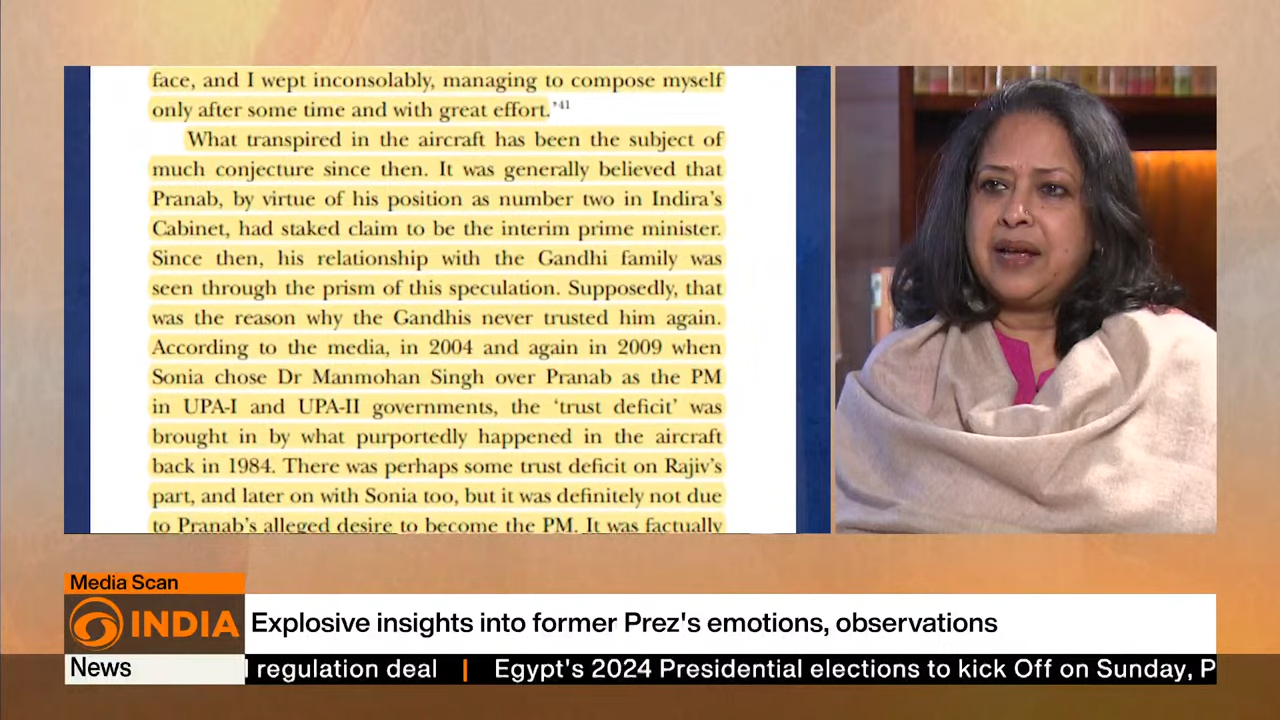 face, and I wept inconsolably, managing to compose myself
only after some time and with great effort.'41
What transpired in the aircraft has been the subject of
much conjecture since then. It was generally believed that
Pranab, by virtue of his position as number two in Indira's
Cabinet, had staked claim to be the interim prime minister.
Since then, his relationship with the Gandhi family was
seen through the prism of this speculation. Supposedly, that
was the reason why the Gandhis never trusted him again.
According to the media, in 2004 and again in 2009 when
Sonia chose Dr Manmohan Singh over Pranab as the PM
in UPA-I and UPA-II governments, the 'trust deficit' was
brought in by what purportedly happened in the aircraft
back in 1984. There was perhaps some trust deficit on Rajiv's
part, and later on with Sonia too, but it was definitely not due
to Pranab's alleged desire to become the PM. It was factually
Media Scan
INDIA
Explosive insights into former Prez's emotions, observations
News
regulation deal | Egypt's 2024 Presidential elections to kick Off on Sunday, P